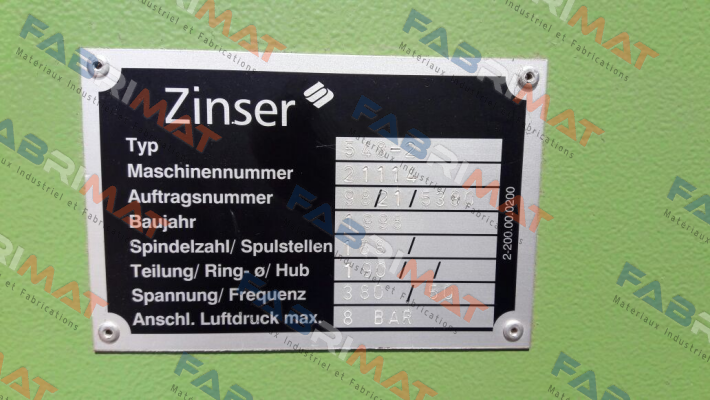 Zinser
Typ
Maschinennummer
Auftragsnummer
Baujahr
Spindelzahl/ Spulstellen /
Teilung/ Ring- ø/ Hub / /
Spannung/ Frequenz 380
Anschl. Luftdruck max. 8 BAR
2-200.00.0200
FABRIMAT
Materiaux Industriel et Fabrications